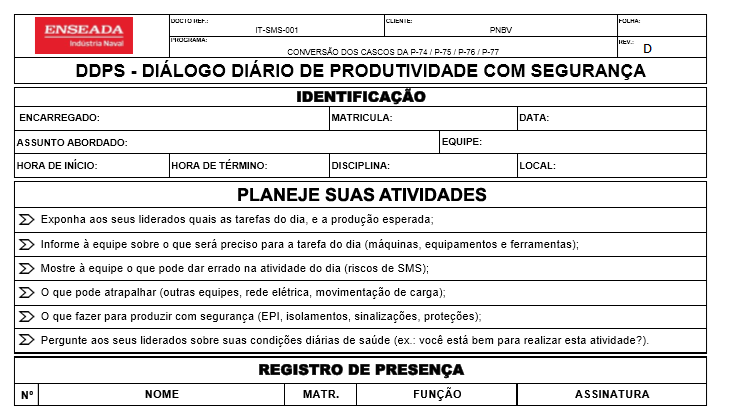 ENSEADA
Indústria Naval
DOCTO REF.:
IT-SMS-001
CLIENTE:
PNBV
FOLHA:
PROGRAMA:
CONVERSÃO DOS CASCOS DA P-74 / P-75 / P-76 / P-77
REV.:
D
DDPS - DIÁLOGO DIÁRIO DE PRODUTIVIDADE COM SEGURANÇA
IDENTIFICAÇÃO
ENCARREGADO: MATRICULA: DATA:
ASSUNTO ABORDADO: EQUIPE:
HORA DE INÍCIO: HORA DE TÉRMINO: DISCIPLINA: LOCAL:
PLANEJE SUAS ATIVIDADES
Exponha aos seus liderados quais as tarefas do dia, e a produção esperada;
Informe à equipe sobre o que será preciso para a tarefa do dia (máquinas, equipamentos e ferramentas);
Mostre à equipe o que pode dar errado na atividade do dia (riscos de SMS);
O que pode atrapalhar (outras equipes, rede elétrica, movimentação de carga);
O que fazer para produzir com segurança (EPI, isolamentos, sinalizações, proteções);
Pergunte aos seus liderados sobre suas condições diárias de saúde (ex.: você está bem para realizar esta atividade?).
REGISTRO DE PRESENÇA
Nº NOME MATR. FUNÇÃO ASSINATURA